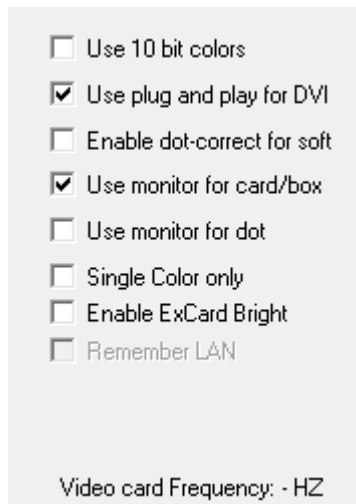 Use 10 bit colors
Use plug and play for DVI
Enable dot-correct for soft
Use monitor for card/box
Use monitor for dot
Single Color only
Enable ExCard Bright
Remember LAN
Video card Frequency: - HZ